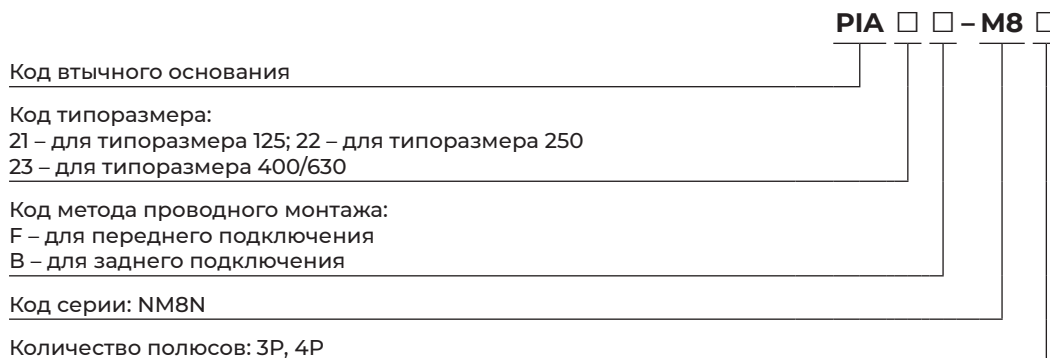 PIA □ □ – M8 □
Код втычного основания
Код типоразмера:
21 – для типоразмера 125; 22 – для типоразмера 250
23 – для типоразмера 400/630
Код метода проводного монтажа:
F – для переднего подключения
B – для заднего подключения
Код серии: NM8N
Количество полюсов: 3P, 4P